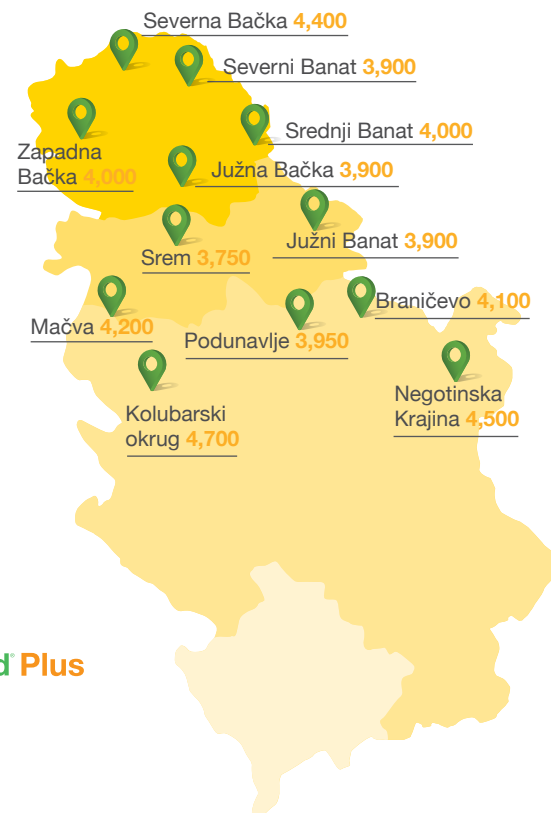 Severna Bačka 4,400
Severni Banat 3,900
Srednji Banat 4,000
Zapadna
Bačka 4,000
Južna Bačka 3,900
Južni Banat 3,900
Srem 3,750
Braničevo 4,100
Mačva 4,200
Podunavlje 3,950
Negotinska
Krajina 4,500
Kolubarski
okrug 4,700
Plus